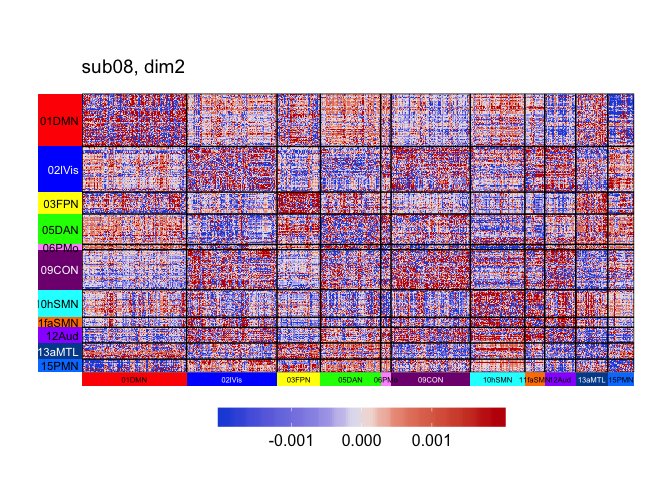 sub08, dim2
01DMN
02lVis
03FPN
05DAN
06PMo
09CON
10hSMN
11faSMN
12Aud
13aMTL
15PMN
01DMN 02lVis 03FPN 05DAN 06PMo 09CON 10hSMN 11faSMN 12Aud 13aMTL 15PMN
-0.001 0.000 0.001